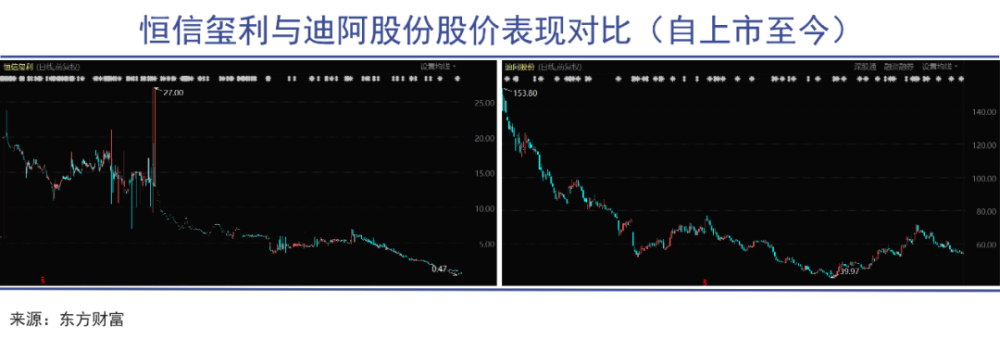 恒信玺利与迪阿股份股价表现对比（自上市至今）
恒信玺利 (日线,前复权)
设置均线
27.00
25.00
20.00
15.00
10.00
5.00
0.47
迪阿股份 (日线,前复权)
深股通 融资融券 设置均线
153.80
140.00
120.00
100.00
80.00
60.00
39.97
来源：东方财富